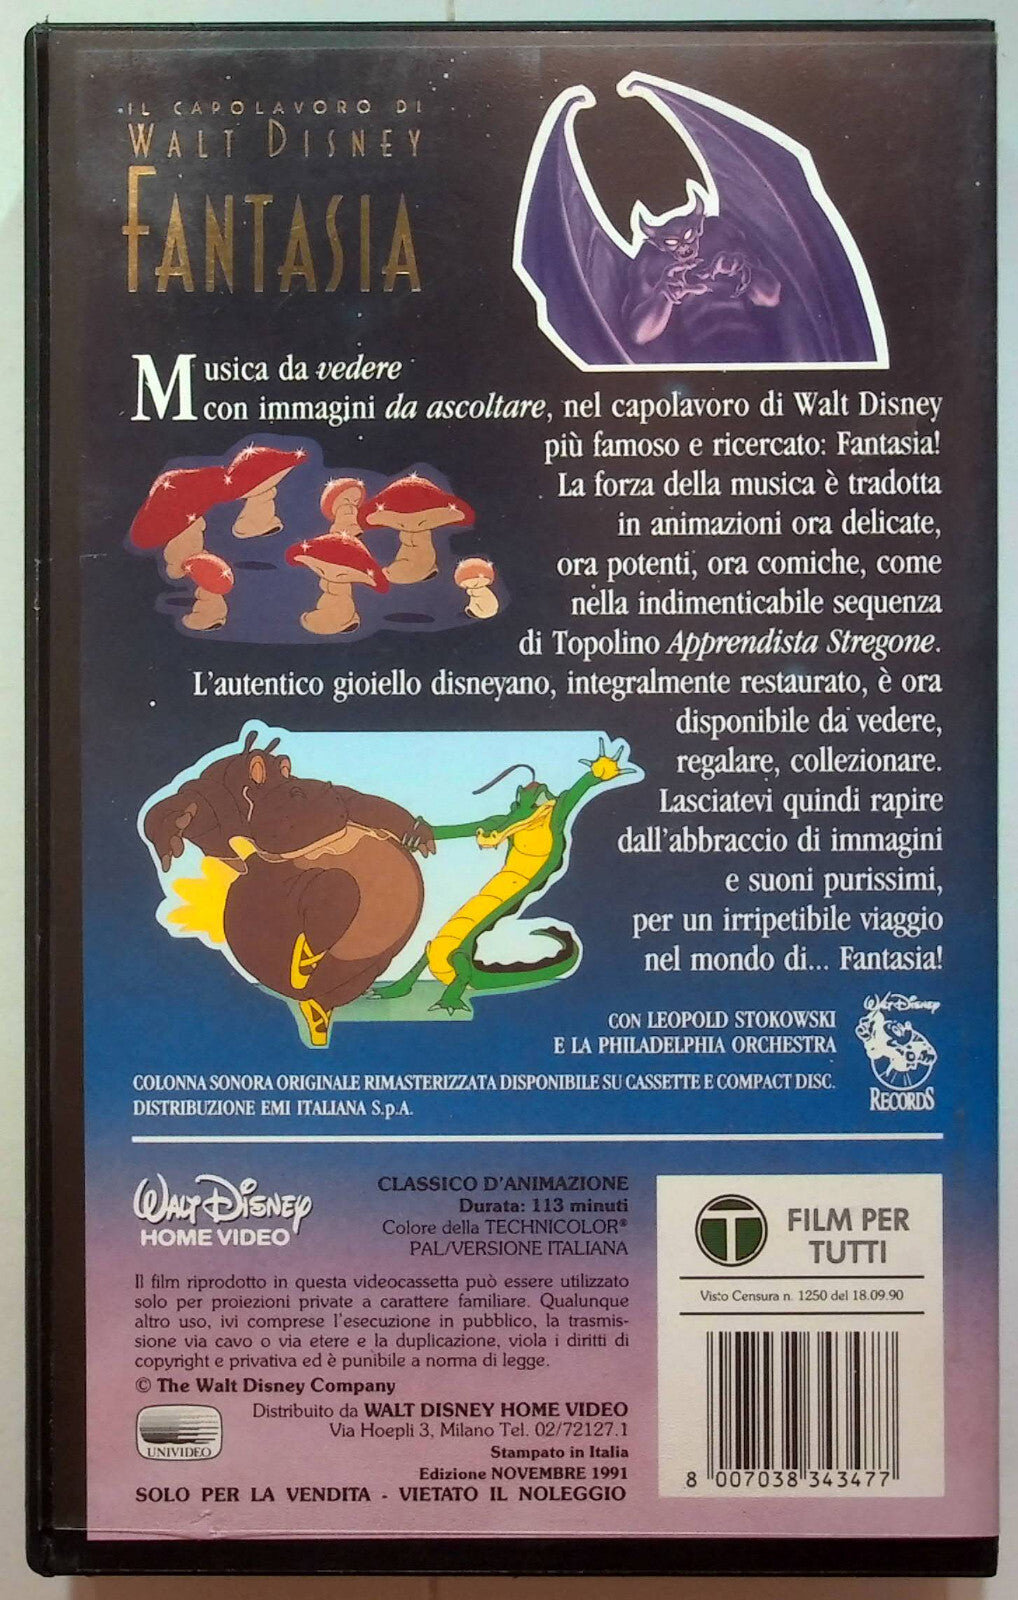 IL CAPOLAVORO DI
WALT DISNEY
FANTASIA
Musica da vedere
con immagini da ascoltare, nel capolavoro di Walt Disney
più famoso e ricercato: Fantasia!
La forza della musica è tradotta
in animazioni ora delicate,
ora potenti, ora comiche, come
nella indimenticabile sequenza
di Topolino Apprendista Stregone.
L'autentico gioiello disneyano, integralmente restaurato, è ora
disponibile da vedere,
regalare, collezionare.
Lasciatevi quindi rapire
dall'abbraccio di immagini
e suoni purissimi,
per un irripetibile viaggio
nel mondo di... Fantasia!
CON LEOPOLD STOKOWSKI
E LA PHILADELPHIA ORCHESTRA
COLONNA SONORA ORIGINALE RIMASTERIZZATA DISPONIBILE SU CASSETTE E COMPACT DISC.
DISTRIBUZIONE EMI ITALIANA S.p.A.
Walt Disney
RECORDS
Walt Disney
HOME VIDEO
CLASSICO D'ANIMAZIONE
Durata: 113 minuti
Colore della TECHNICOLOR®
PAL/VERSIONE ITALIANA
Il film riprodotto in questa videocassetta può essere utilizzato
solo per proiezioni private a carattere familiare. Qualunque
altro uso, ivi comprese l'esecuzione in pubblico, la trasmis-
sione via cavo o via etere e la duplicazione, viola i diritti di
copyright e privativa ed è punibile a norma di legge.
© The Walt Disney Company
Distribuito da WALT DISNEY HOME VIDEO
Via Hoepli 3, Milano Tel. 02/72127.1
UNIVIDEO
Stampato in Italia
Edizione NOVEMBRE 1991
SOLO PER LA VENDITA - VIETATO IL NOLEGGIO
T FILM PER
TUTTI
Visto Censura n. 1250 del 18.09.90
8 007038 343477